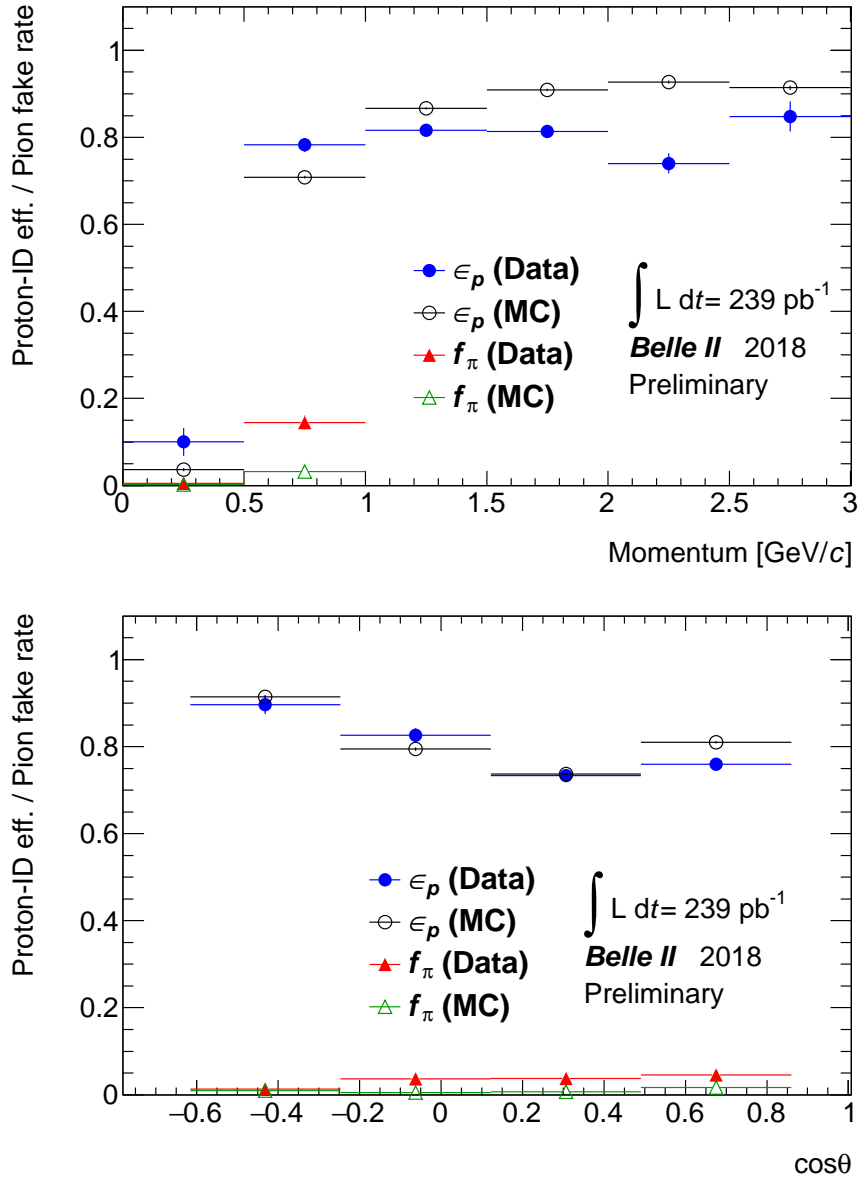 Proton-ID eff. / Pion fake rate
1
0.8
0.6
0.4
0.2
0
∈p (Data)
∈p (MC)
fπ (Data)
fπ (MC)
∫ L dt= 239 pb-1
Belle II 2018
Preliminary
0 0.5 1 1.5 2 2.5 3
Momentum [GeV/c]
Proton-ID eff. / Pion fake rate
1
0.8
0.6
0.4
0.2
0
∈p (Data)
∈p (MC)
fπ (Data)
fπ (MC)
∫ L dt= 239 pb-1
Belle II 2018
Preliminary
−0.6 −0.4 −0.2 0 0.2 0.4 0.6 0.8 1
cosθ